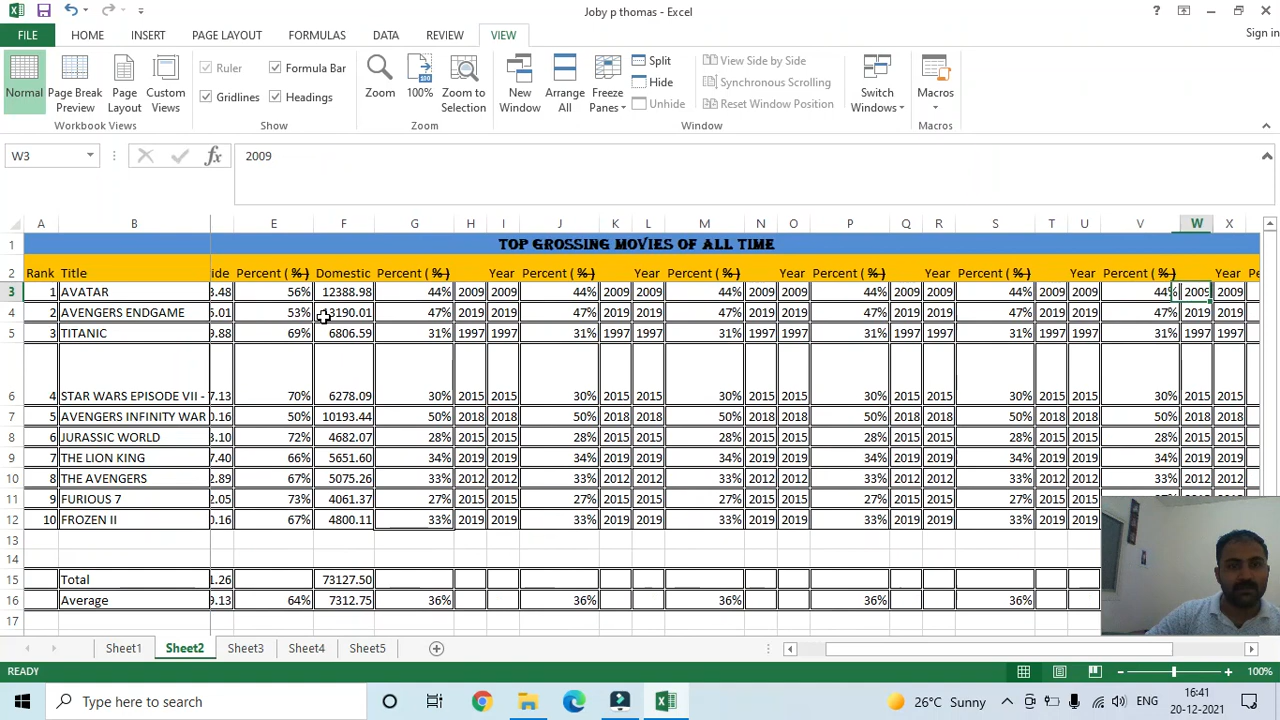 Joby p thomas - Excel
FILE HOME INSERT PAGE LAYOUT FORMULAS DATA REVIEW VIEW Sign in
Normal Page Break Preview Page Layout Custom Views
Ruler Formula Bar
Gridlines Headings
Zoom 100% Zoom to Selection
New Window Arrange All Freeze Panes
Split
Hide
Unhide
View Side by Side
Synchronous Scrolling
Reset Window Position
Switch Windows Macros
Workbook Views Show Zoom Window Macros
W3 fx 2009
A B E F G H I J K L M N O P Q R S T U V W X
1 TOP GROSSING MOVIES OF ALL TIME
2 Rank Title ide Percent ( % ) Domestic Percent ( % ) Year Percent ( % ) Year Percent ( % ) Year Percent ( % ) Year Percent ( % ) Year Percent ( % ) Year
3 1 AVATAR 3.48 56% 12388.98 44% 2009 2009 44% 2009 2009 44% 2009 2009 44% 2009 2009 44% 2009 2009 44% 2009 2009
4 2 AVENGERS ENDGAME 5.01 53% 3190.01 47% 2019 2019 47% 2019 2019 47% 2019 2019 47% 2019 2019 47% 2019 2019 47% 2019 2019
5 3 TITANIC 9.88 69% 6806.59 31% 1997 1997 31% 1997 1997 31% 1997 1997 31% 1997 1997 31% 1997 1997 31% 1997 1997
6 4 STAR WARS EPISODE VII - 7.13 70% 6278.09 30% 2015 2015 30% 2015 2015 30% 2015 2015 30% 2015 2015 30% 2015 2015 30% 2015 2015
7 5 AVENGERS INFINITY WAR 0.16 50% 10193.44 50% 2018 2018 50% 2018 2018 50% 2018 2018 50% 2018 2018 50% 2018 2018 50% 2018 2018
8 6 JURASSIC WORLD 3.10 72% 4682.07 28% 2015 2015 28% 2015 2015 28% 2015 2015 28% 2015 2015 28% 2015 2015 28% 2015 2015
9 7 THE LION KING 7.40 66% 5651.60 34% 2019 2019 34% 2019 2019 34% 2019 2019 34% 2019 2019 34% 2019 2019 34% 2019 2019
10 8 THE AVENGERS 2.89 67% 5075.26 33% 2012 2012 33% 2012 2012 33% 2012 2012 33% 2012 2012 33% 2012 2012 33% 2012 2012
11 9 FURIOUS 7 2.05 73% 4061.37 27% 2015 2015 27% 2015 2015 27% 2015 2015 27% 2015 2015 27% 2015 2015
12 10 FROZEN II 0.16 67% 4800.11 33% 2019 2019 33% 2019 2019 33% 2019 2019 33% 2019 2019 33% 2019 2019
13
14
15 Total 1.26 73127.50
16 Average 9.13 64% 7312.75 36% 36% 36% 36% 36%
17
Sheet1 Sheet2 Sheet3 Sheet4 Sheet5
READY 100%
Type here to search 26°C Sunny ENG 16:41
20-12-2021